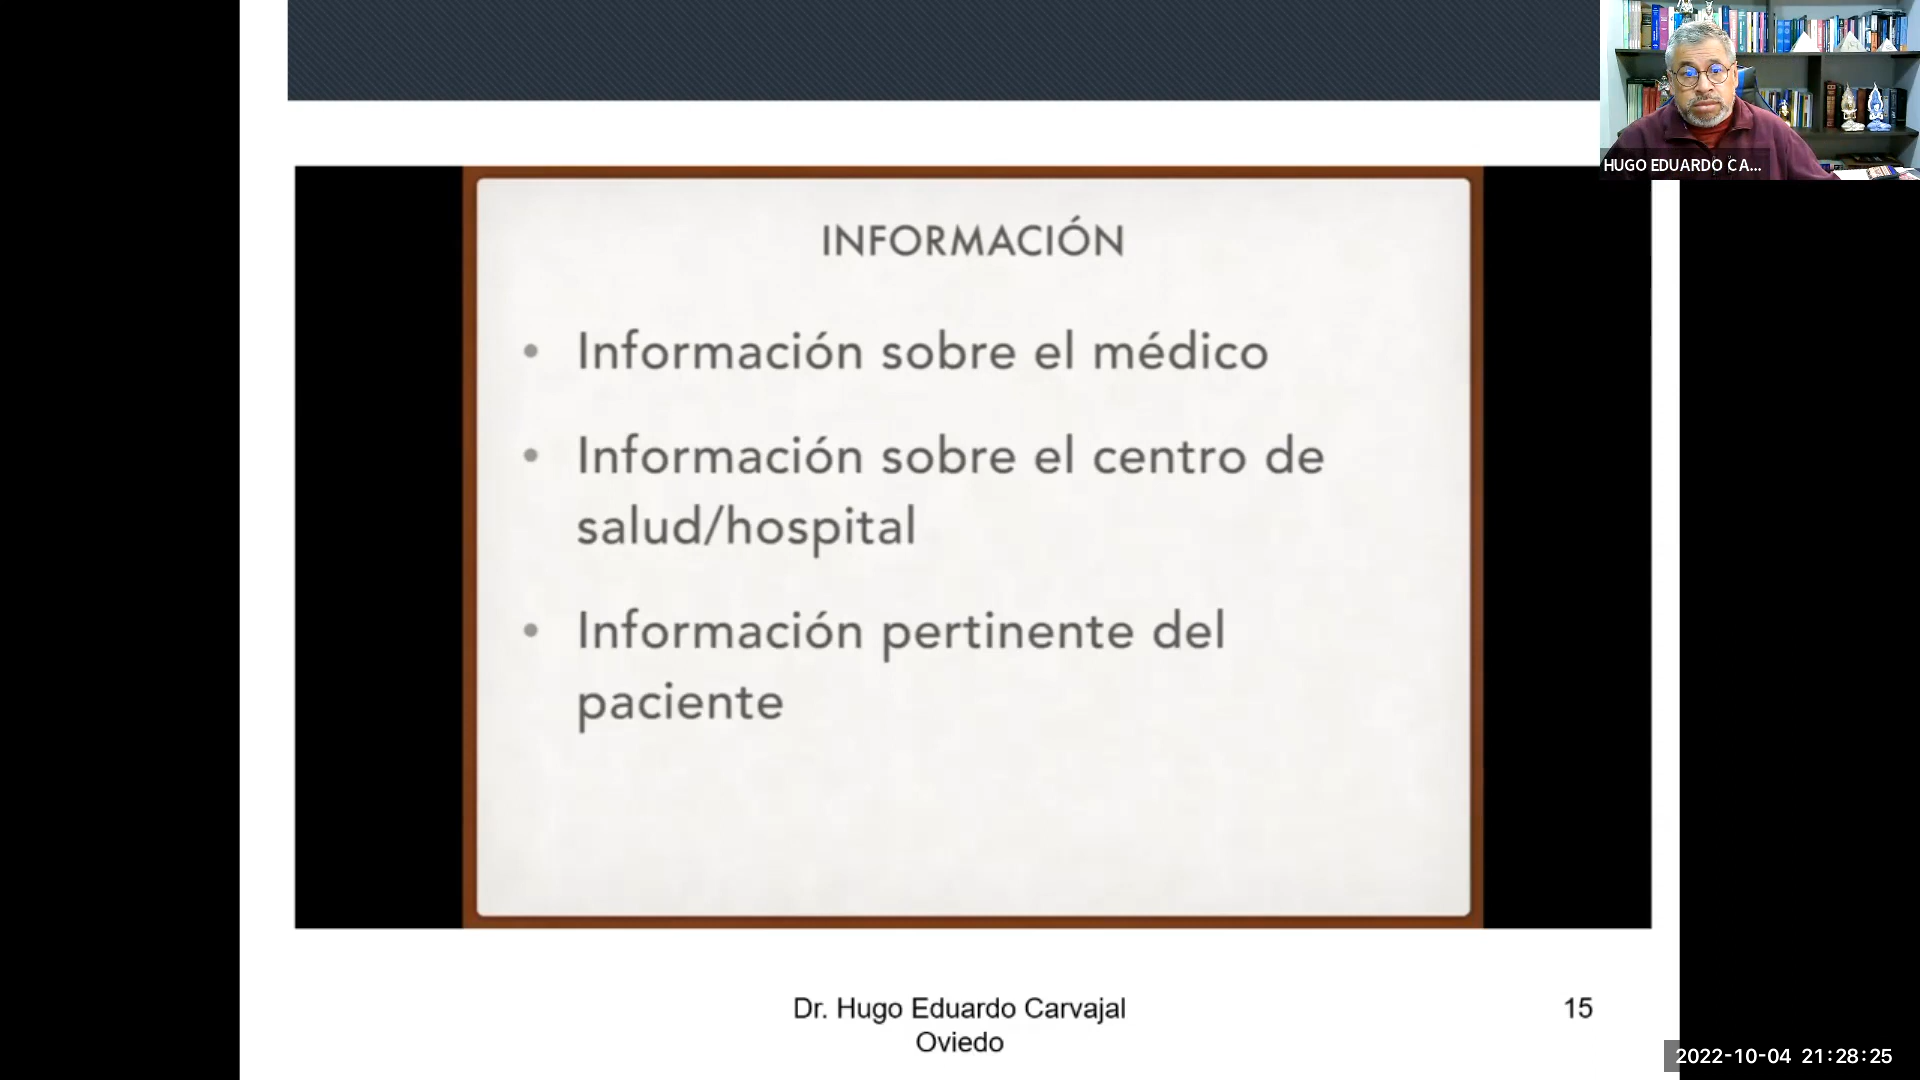 HUGO EDUARDO CA...
INFORMACIÓN
• Información sobre el médico
• Información sobre el centro de
salud/hospital
• Información pertinente del
paciente
Dr. Hugo Eduardo Carvajal
Oviedo
15
2022-10-04 21:28:25